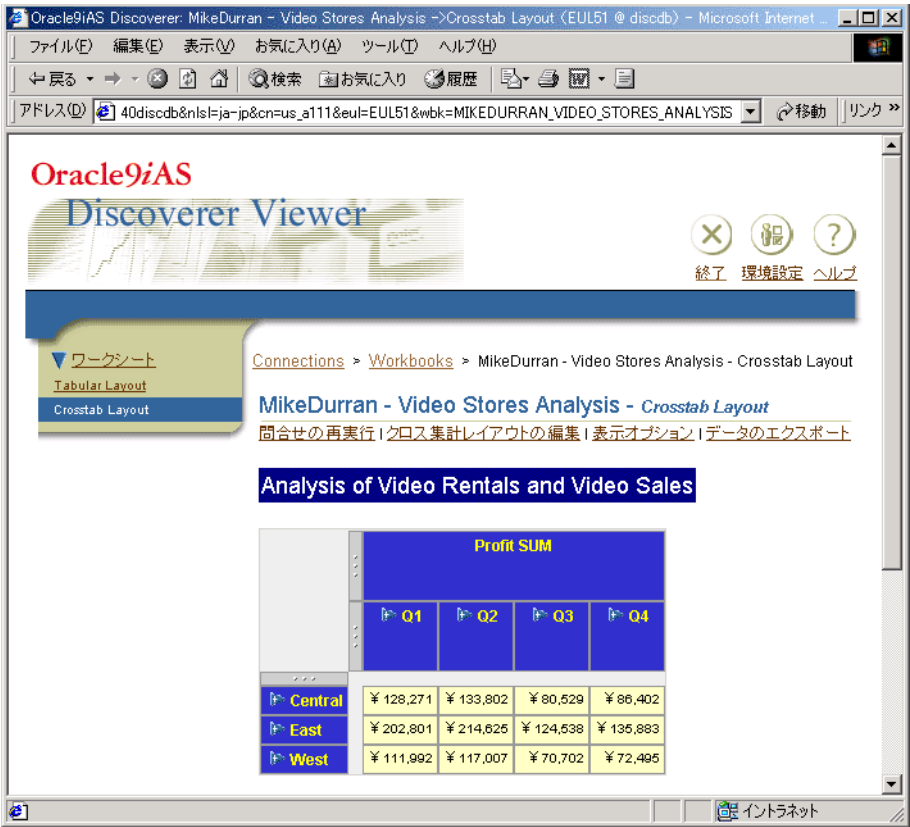 Oracle9iAS Discoverer: MikeDurran - Video Stores Analysis ->Crosstab Layout (EUL51 @ discdb) - Microsoft Internet ...
ファイル(F) 編集(E) 表示(V) お気に入り(A) ツール(T) ヘルプ(H)
戻る 検索 お気に入り 履歴
アドレス(D) 40discdb&nlsl=ja-jp&cn=us_a111&eul=EUL51&wbk=MIKEDURRAN_VIDEO_STORES_ANALYSIS 移動 リンク »
Oracle9iAS
Discoverer Viewer
終了 環境設定 ヘルプ
ワークシート
Tabular Layout
Crosstab Layout
Connections > Workbooks > MikeDurran - Video Stores Analysis - Crosstab Layout
MikeDurran - Video Stores Analysis - Crosstab Layout
問合せの再実行 | クロス集計レイアウトの編集 | 表示オプション | データのエクスポート
Analysis of Video Rentals and Video Sales
Profit SUM
Q1 Q2 Q3 Q4
Central ¥128,271 ¥133,802 ¥80,529 ¥86,402
East ¥202,801 ¥214,625 ¥124,538 ¥135,883
West ¥111,992 ¥117,007 ¥70,702 ¥72,495
イントラネット